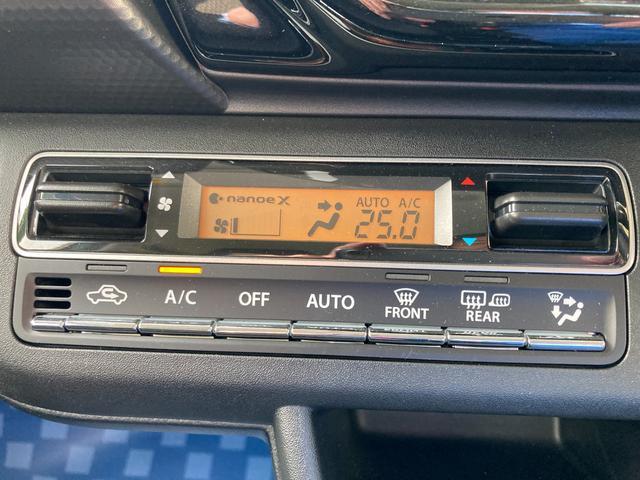 nanoe X
AUTO A/C
25.0
A/C OFF AUTO FRONT REAR